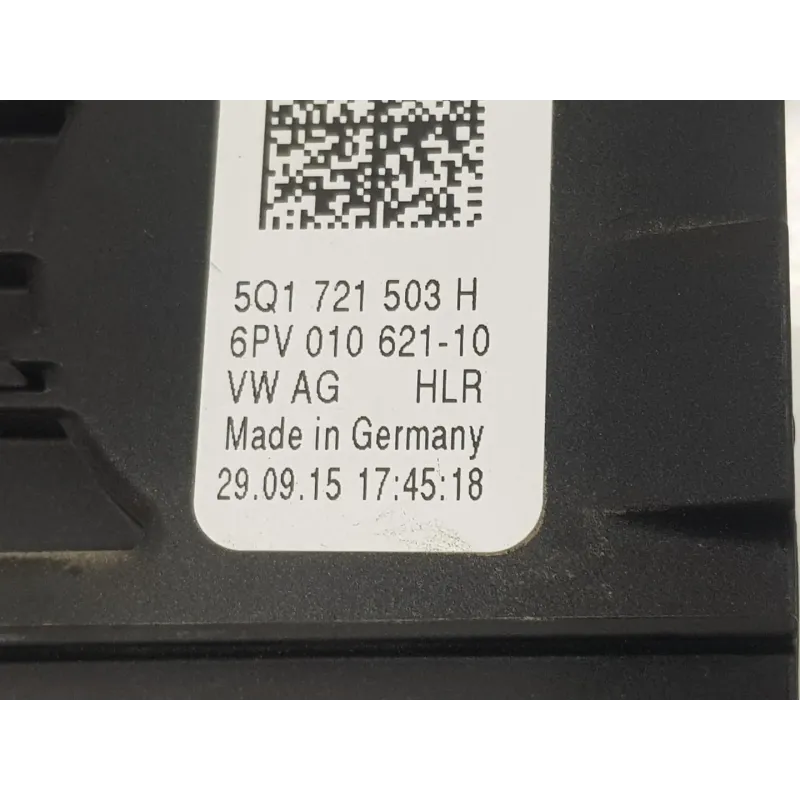 5Q1 721 503 H
6PV 010 621-10
VW AG HLR
Made in Germany
29.09.15 17:45:18